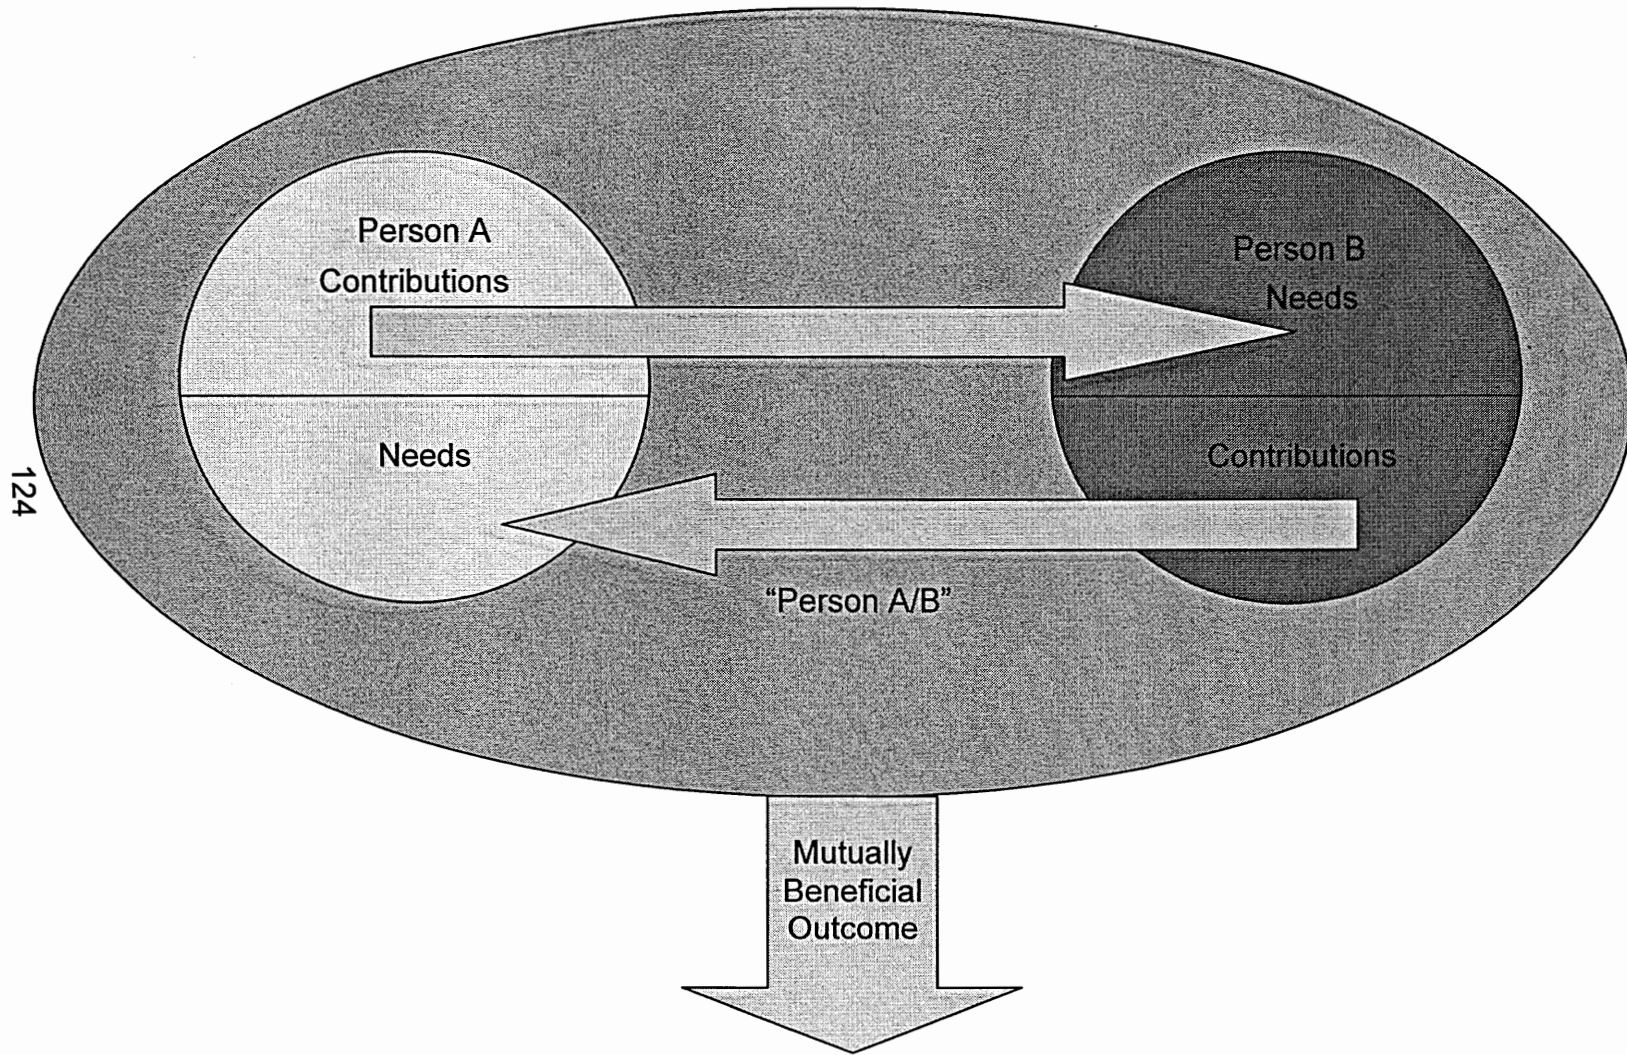 Person A
Contributions
Person B
Needs
Needs
Contributions
"Person A/B"
Mutually
Beneficial
Outcome
124